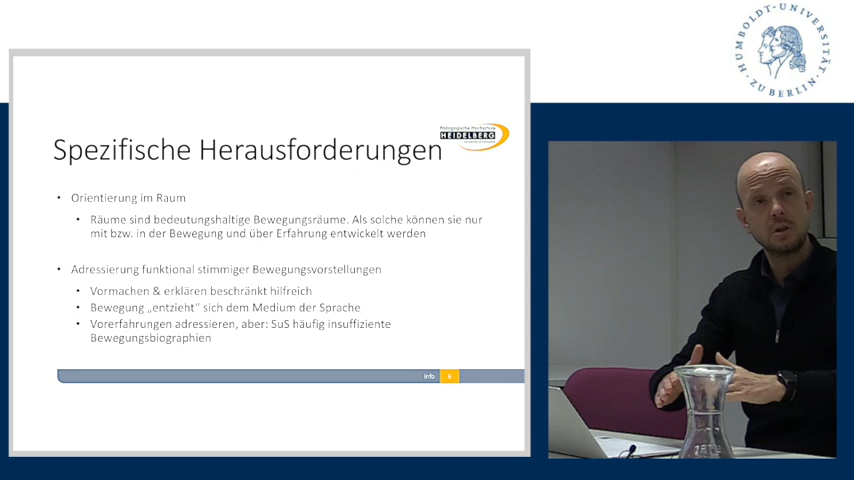 HUMBOLDT-UNIVERSITÄT
ZU BERLIN
Pädagogische Hochschule
HEIDELBERG
Spezifische Herausforderungen
• Orientierung im Raum
• Räume sind bedeutungshaltige Bewegungsräume. Als solche können sie nur
mit bzw. in der Bewegung und über Erfahrung entwickelt werden
• Adressierung funktional stimmiger Bewegungsvorstellungen
• Vormachen & erklären beschränkt hilfreich
• Bewegung „entzieht" sich dem Medium der Sprache
• Vorerfahrungen adressieren, aber: SuS häufig insuffiziente
Bewegungsbiographien
Info 6